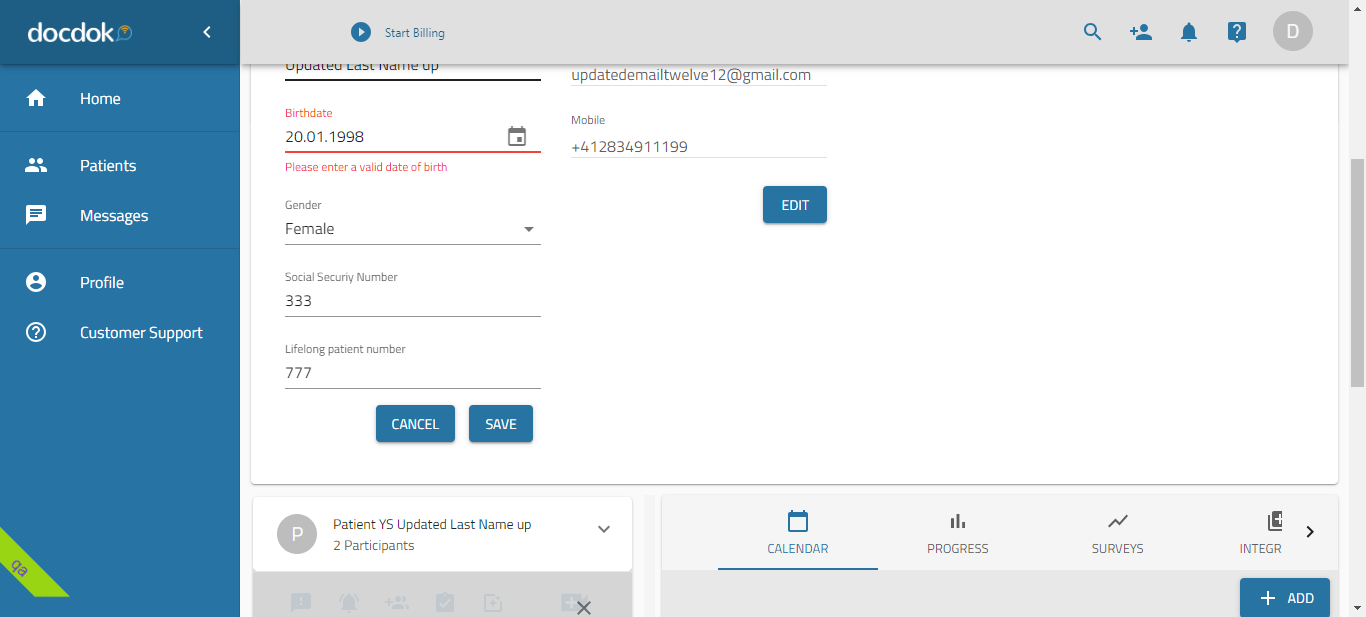 docdok
Start Billing
D
Home
Patients
Messages
Profile
Customer Support
qa
Updated Last Name up
Birthdate
20.01.1998
Please enter a valid date of birth
Gender
Female
Social Securiy Number
333
Lifelong patient number
777
CANCEL SAVE
updatedemailtwelve12@gmail.com
Mobile
+412834911199
EDIT
P
Patient YS Updated Last Name up
2 Participants
CALENDAR PROGRESS SURVEYS INTEGR
ADD